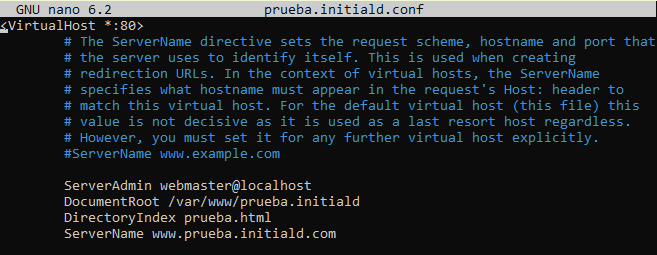 GNU nano 6.2 prueba.initiald.conf
<VirtualHost *:80>
# The ServerName directive sets the request scheme, hostname and port that
# the server uses to identify itself. This is used when creating
# redirection URLs. In the context of virtual hosts, the ServerName
# specifies what hostname must appear in the request's Host: header to
# match this virtual host. For the default virtual host (this file) this
# value is not decisive as it is used as a last resort host regardless.
# However, you must set it for any further virtual host explicitly.
#ServerName www.example.com
ServerAdmin webmaster@localhost
DocumentRoot /var/www/prueba.initiald
DirectoryIndex prueba.html
ServerName www.prueba.initiald.com